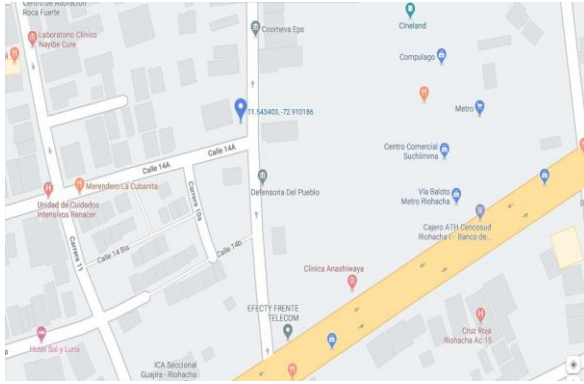 Centro de Adoración
Roca Fuerte
Laboratorio Clínico
Nayibe Cure
Coomeva Eps
Cineland
Compulago
11.543403, -72.910186
Metro
Calle 14A
Calle 14A
Centro Comercial
Suchiimma
Merendero La Cubanita
Defensoría Del Pueblo
Unidad de Cuidados
Intensivos Renacer
Vía Baloto
Metro Riohacha
Carrera 10a
Cajero ATH Cencosud
Riohacha I - Banco de...
Carrera 11
Calle 14 Bis
Calle 14b
Clínica Anashiwaya
EFECTY FRENTE
TELECOM
Cruz Roja
Riohacha Ac 15
Hotel Sol y Luna
ICA Seccional
Guajira - Riohacha